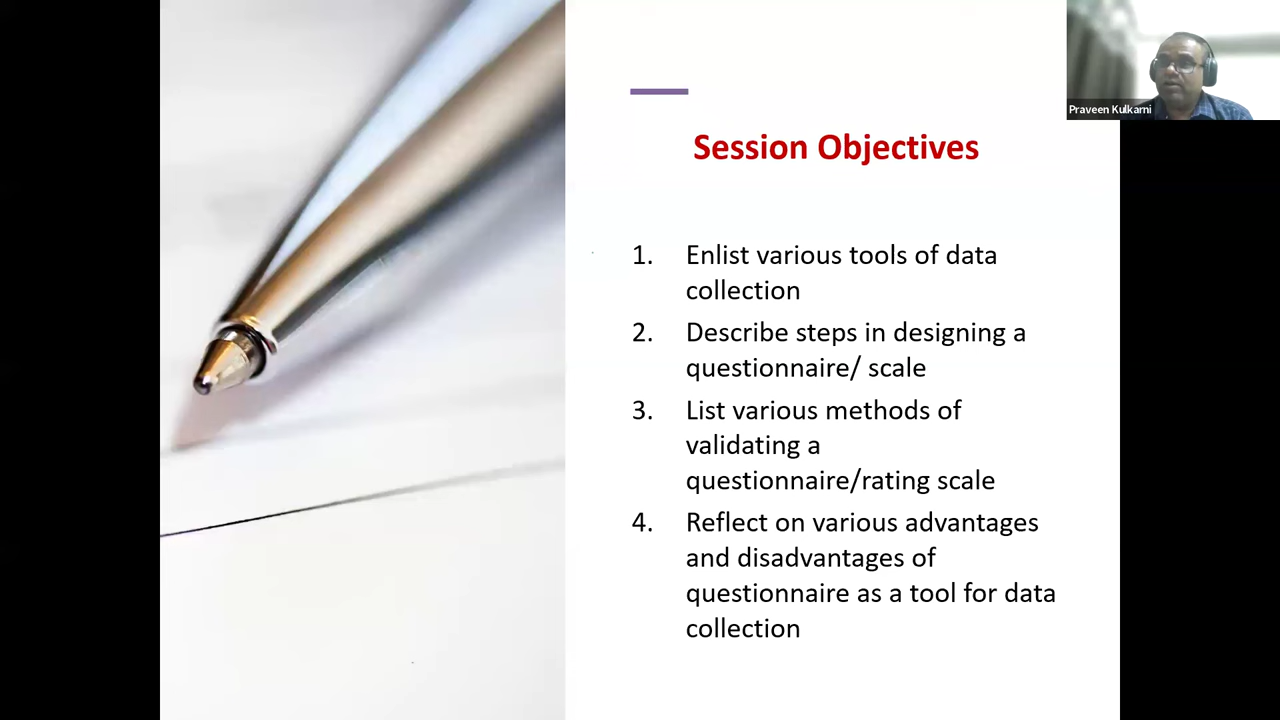 Praveen Kulkarni
Session Objectives
1. Enlist various tools of data
collection
2. Describe steps in designing a
questionnaire/ scale
3. List various methods of
validating a
questionnaire/rating scale
4. Reflect on various advantages
and disadvantages of
questionnaire as a tool for data
collection